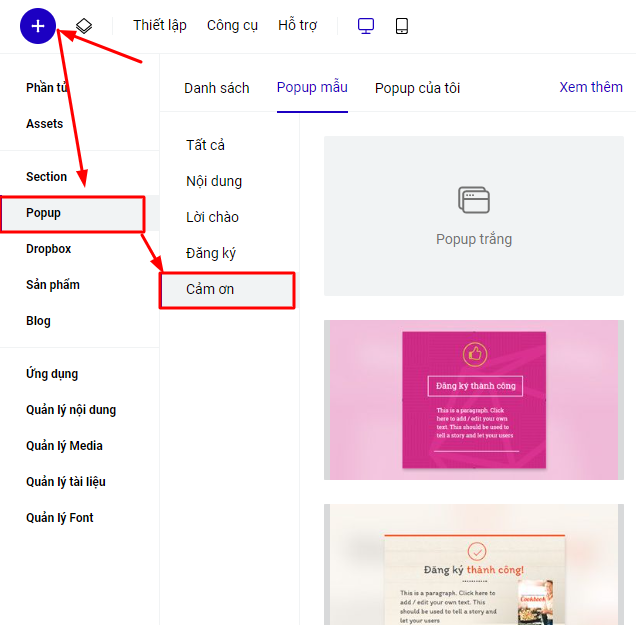 Thiết lập Công cụ Hỗ trợ
Phần tử
Assets
Section
Popup
Dropbox
Sản phẩm
Blog
Ứng dụng
Quản lý nội dung
Quản lý Media
Quản lý tài liệu
Quản lý Font
Danh sách Popup mẫu Popup của tôi Xem thêm
Tất cả
Nội dung
Lời chào
Đăng ký
Cảm ơn
Popup trắng
Đăng ký thành công
This is a paragraph. Click
here to add / edit your own
text. This should be used to
tell a story and let your users
Đăng ký thành công!
This is a paragraph. Click here to
add / edit your own text. This
should be used to tell a story and
let your users
Cookbook